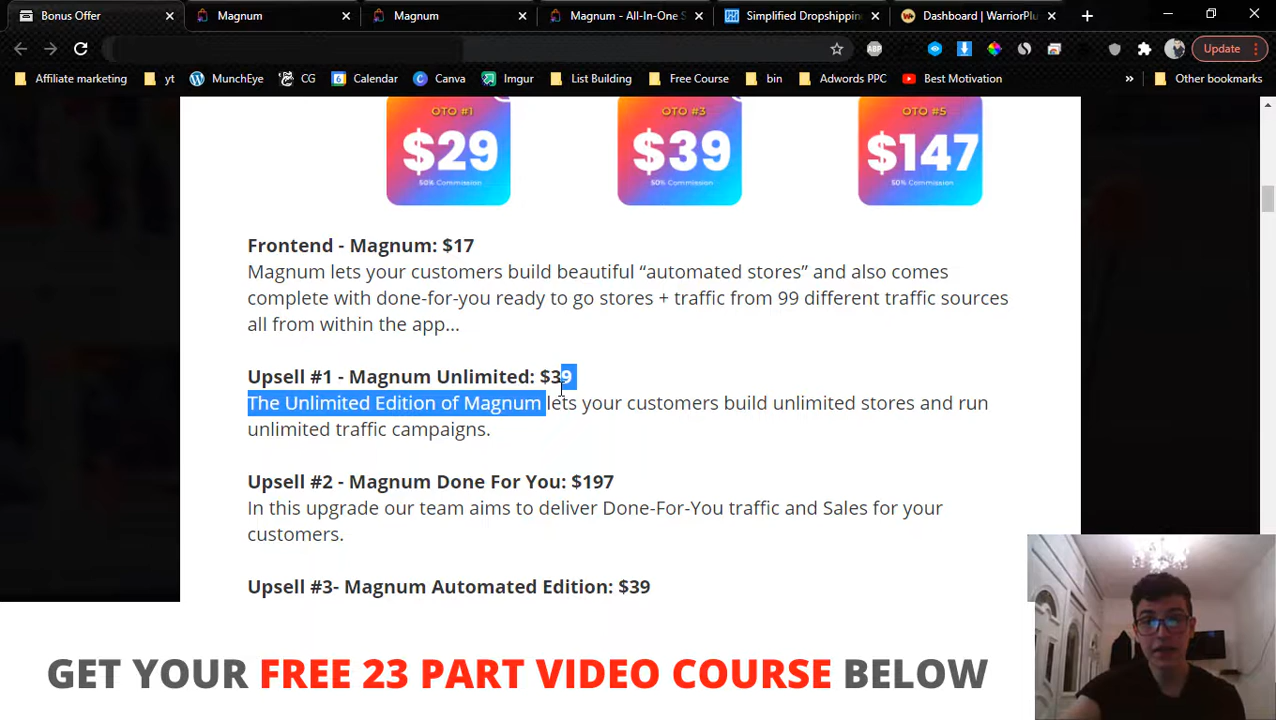 Bonus Offer
Magnum
Magnum
Magnum - All-In-One S
Simplified Dropshippin
Dashboard | WarriorPlu
ABP
Update
Affiliate marketing
yt
MunchEye
CG
Calendar
Canva
Imgur
List Building
Free Course
bin
Adwords PPC
Best Motivation
»
Other bookmarks
OTO #1
$29
50% Commission
OTO #3
$39
50% Commission
OTO #5
$147
50% Commission
Frontend - Magnum: $17
Magnum lets your customers build beautiful “automated stores” and also comes
complete with done-for-you ready to go stores + traffic from 99 different traffic sources
all from within the app...
Upsell #1 - Magnum Unlimited: $39
The Unlimited Edition of Magnum lets your customers build unlimited stores and run
unlimited traffic campaigns.
Upsell #2 - Magnum Done For You: $197
In this upgrade our team aims to deliver Done-For-You traffic and Sales for your
customers.
Upsell #3- Magnum Automated Edition: $39
GET YOUR FREE 23 PART VIDEO COURSE BELOW